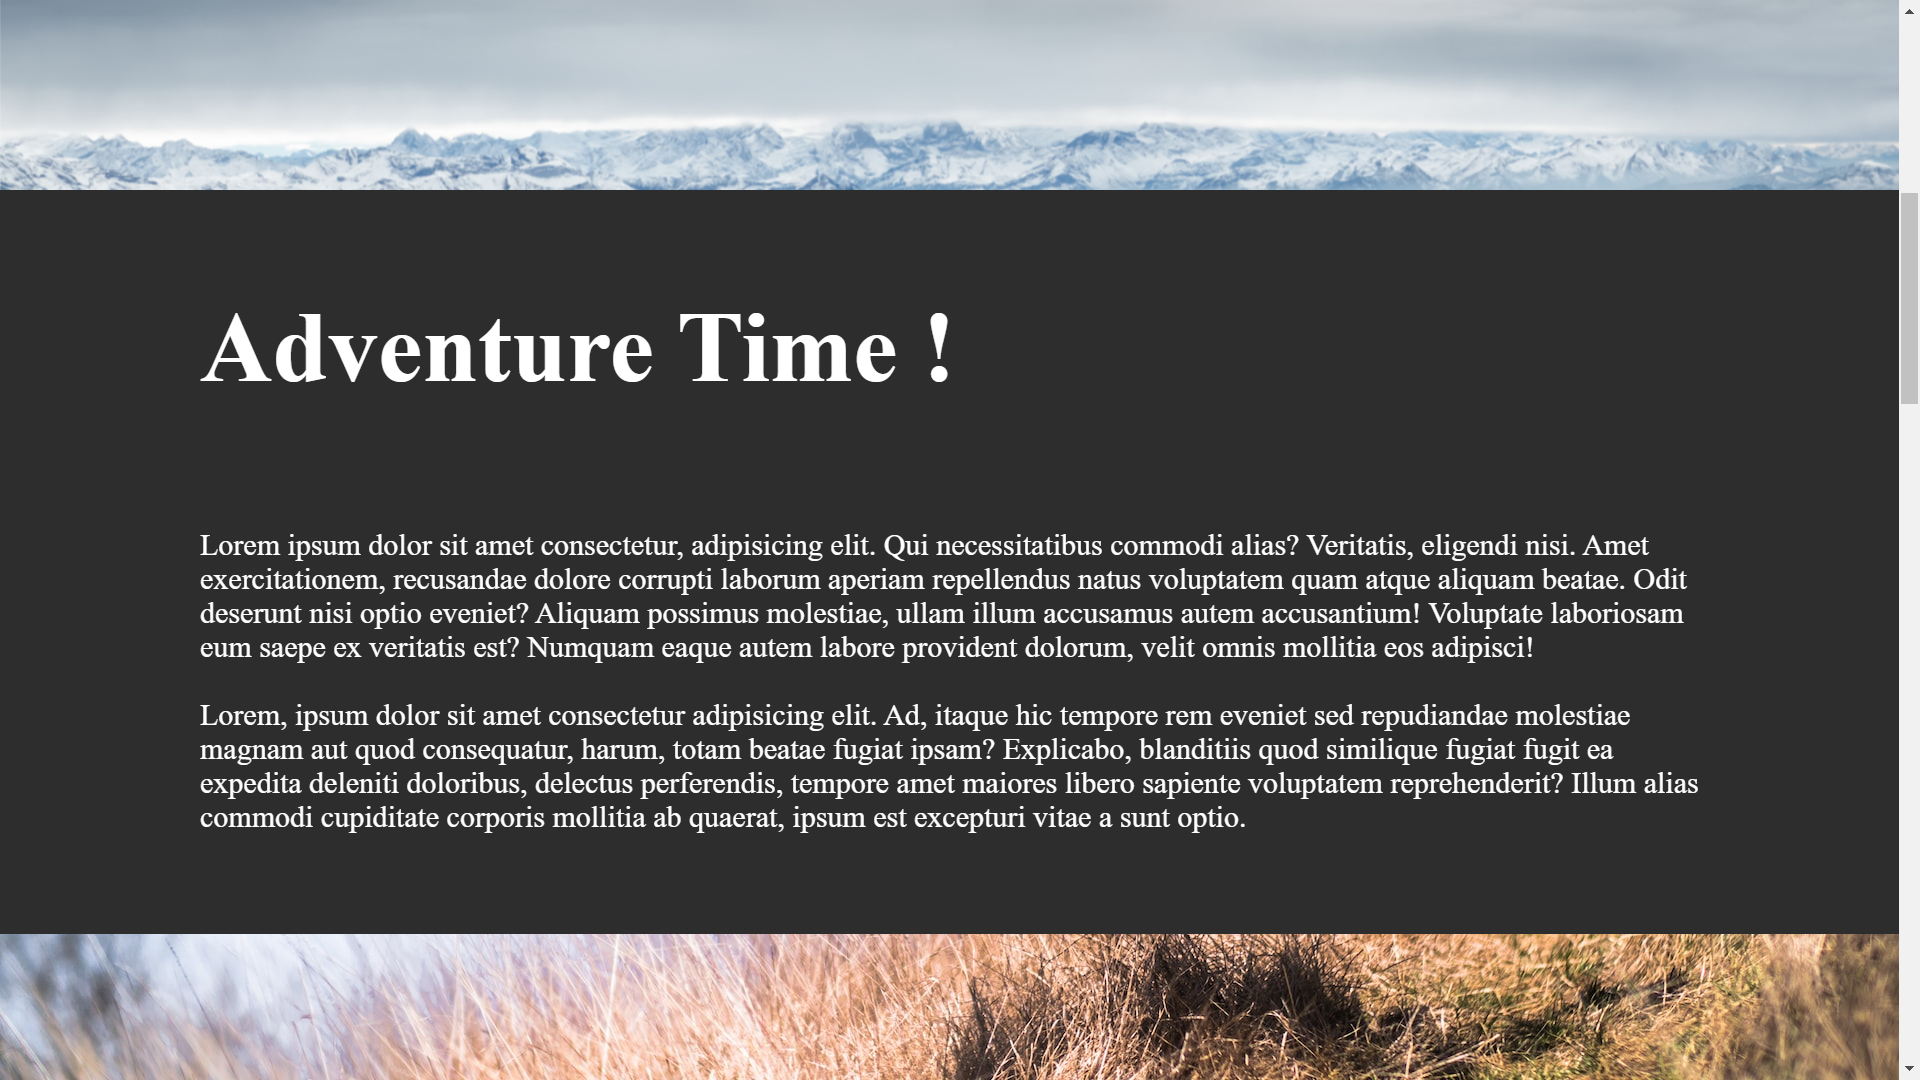 Adventure Time !
Lorem ipsum dolor sit amet consectetur, adipisicing elit. Qui necessitatibus commodi alias? Veritatis, eligendi nisi. Amet
exercitationem, recusandae dolore corrupti laborum aperiam repellendus natus voluptatem quam atque aliquam beatae. Odit
deserunt nisi optio eveniet? Aliquam possimus molestiae, ullam illum accusamus autem accusantium! Voluptate laboriosam
eum saepe ex veritatis est? Numquam eaque autem labore provident dolorum, velit omnis mollitia eos adipisci!
Lorem, ipsum dolor sit amet consectetur adipisicing elit. Ad, itaque hic tempore rem eveniet sed repudiandae molestiae
magnam aut quod consequatur, harum, totam beatae fugiat ipsam? Explicabo, blanditiis quod similique fugiat fugit ea
expedita deleniti doloribus, delectus perferendis, tempore amet maiores libero sapiente voluptatem reprehenderit? Illum alias
commodi cupiditate corporis mollitia ab quaerat, ipsum est excepturi vitae a sunt optio.